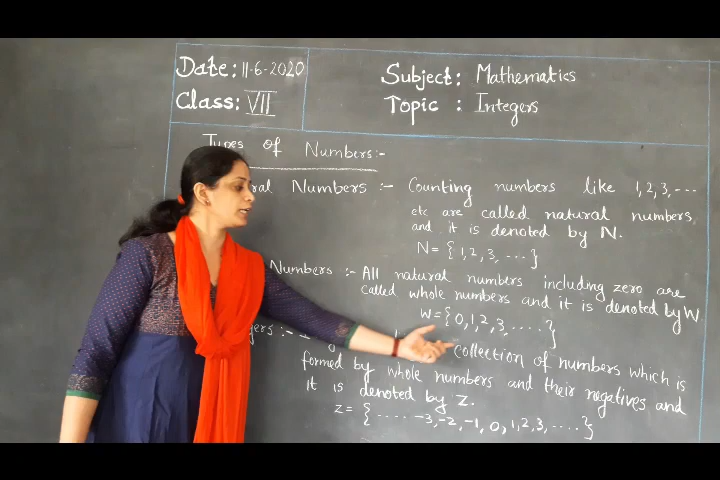 Date: 11-6-2020
Subject: Mathematics
Class: VII
Topic : Integers
Types of Numbers:-
ral Numbers :- Counting numbers like 1, 2, 3, ---
etc are called natural numbers
and it is denoted by N.
N = {1, 2, 3, ....}
Numbers :- All natural numbers including zero are
called whole numbers and it is denoted by W.
W = {0, 1, 2, 3, ....}
gers :- collection of numbers which is
formed by whole numbers and their negatives and
it is denoted by Z.
Z = {..... -3, -2, -1, 0, 1, 2, 3, ....}